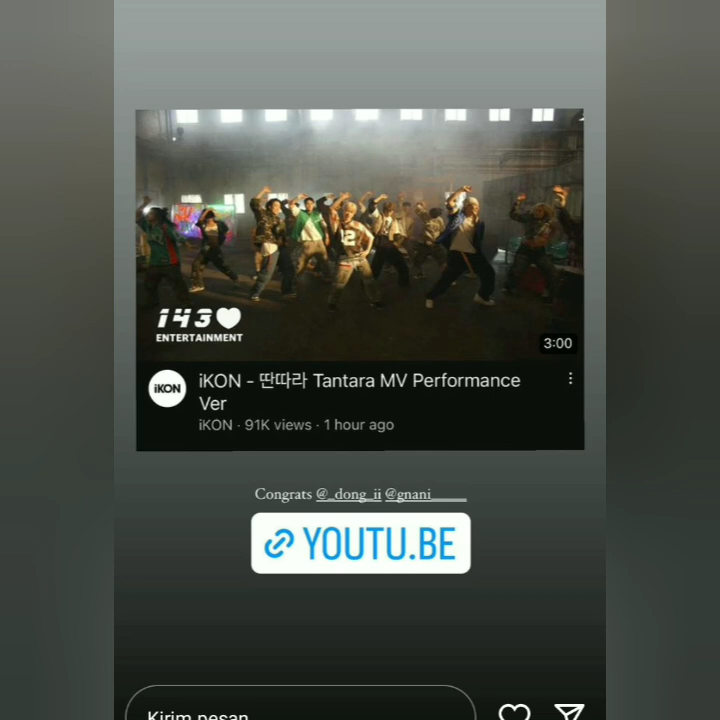 12
143
ENTERTAINMENT
3:00
iKON
iKON - 딴따라 Tantara MV Performance
Ver
iKON · 91K views · 1 hour ago
Congrats @_dong_ii @gnani_____
YOUTU.BE
Kirim pesan